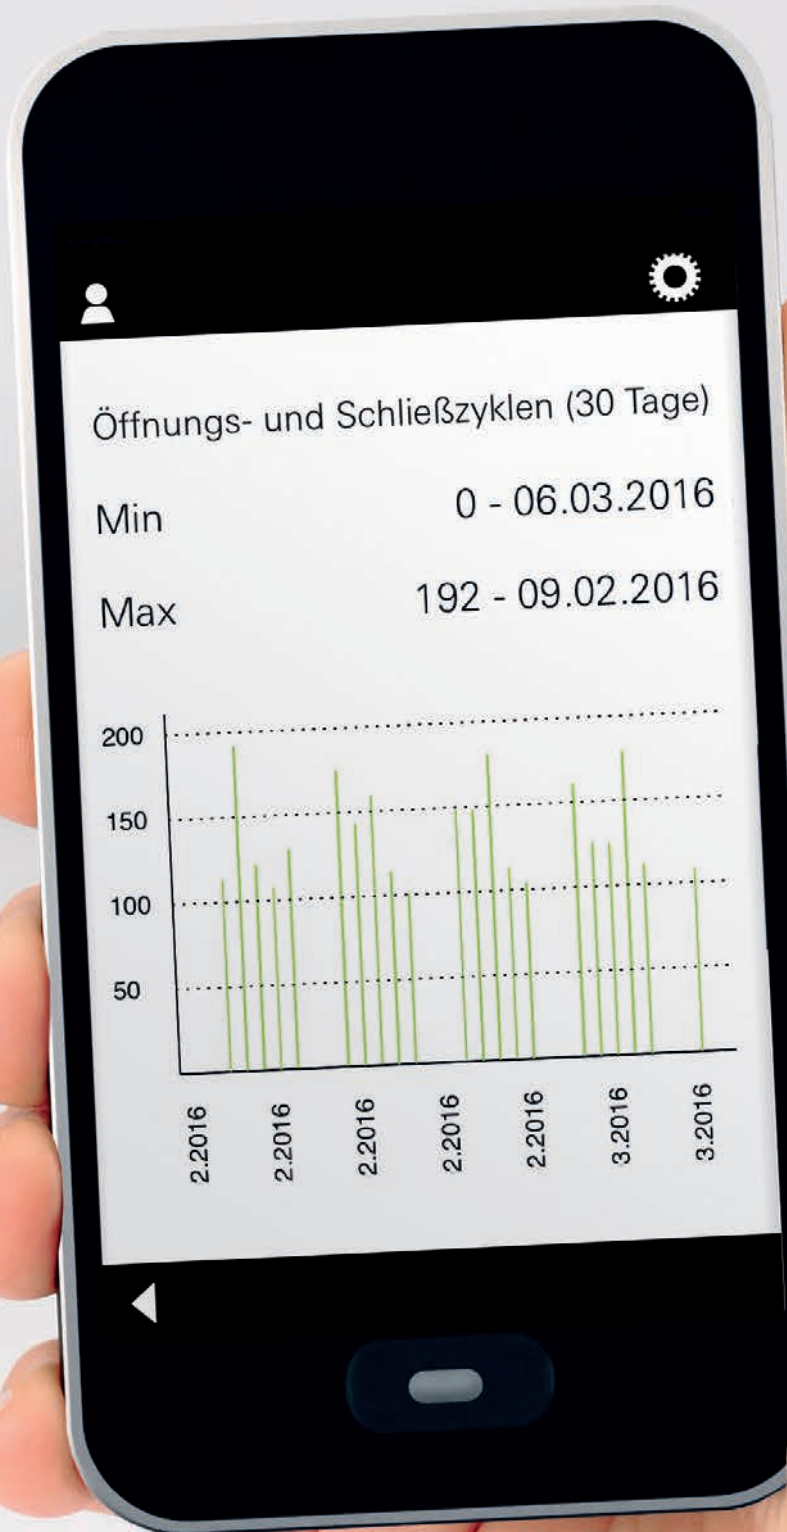 Öffnungs- und Schließzyklen (30 Tage)
Min 0 - 06.03.2016
Max 192 - 09.02.2016
200
150
100
50
2.2016 2.2016 2.2016 2.2016 2.2016 3.2016 3.2016